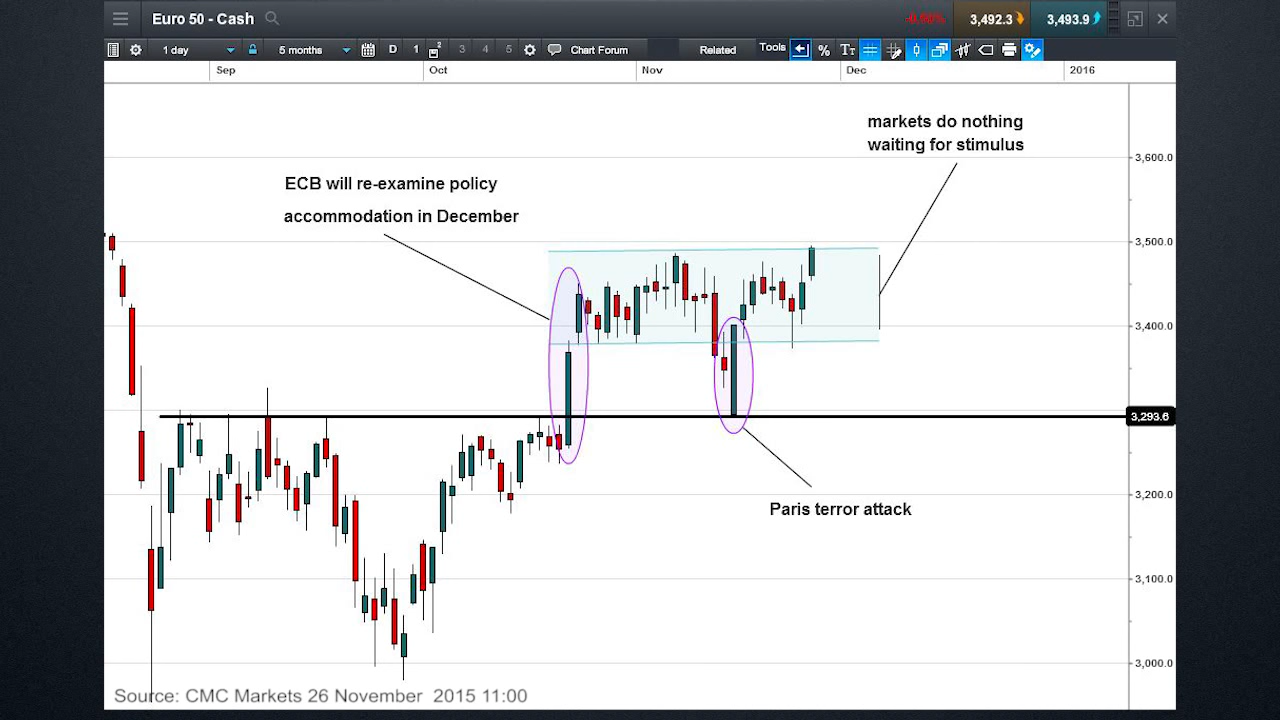 Euro 50 - Cash
-0.00%
3,492.3
3,493.9
1 day
5 months
D
1
2
3
4
5
Chart Forum
Related
Tools
%
Sep
Oct
Nov
Dec
2016
markets do nothing
waiting for stimulus
3,600.0
ECB will re-examine policy
accommodation in December
3,500.0
3,400.0
3,293.6
3,200.0
Paris terror attack
3,100.0
3,000.0
Source: CMC Markets 26 November 2015 11:00